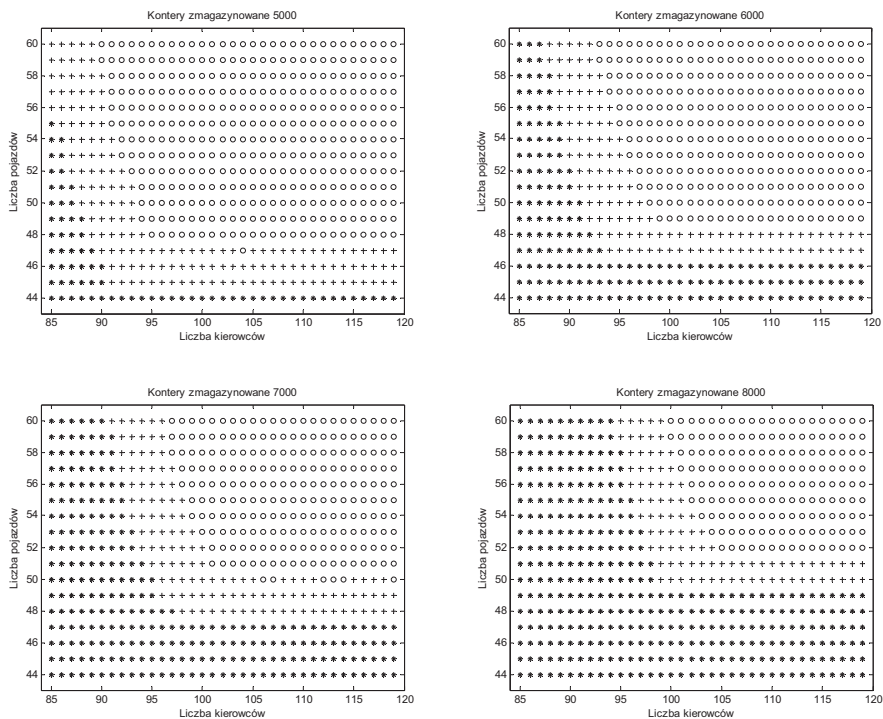 Kontery zmagazynowane 5000
60
58
56
54
52
50
48
46
44
Liczba pojazdów
85 90 95 100 105 110 115 120
Liczba kierowców
Kontery zmagazynowane 6000
60
58
56
54
52
50
48
46
44
Liczba pojazdów
85 90 95 100 105 110 115 120
Liczba kierowców
Kontery zmagazynowane 7000
60
58
56
54
52
50
48
46
44
Liczba pojazdów
85 90 95 100 105 110 115 120
Liczba kierowców
Kontery zmagazynowane 8000
60
58
56
54
52
50
48
46
44
Liczba pojazdów
85 90 95 100 105 110 115 120
Liczba kierowców